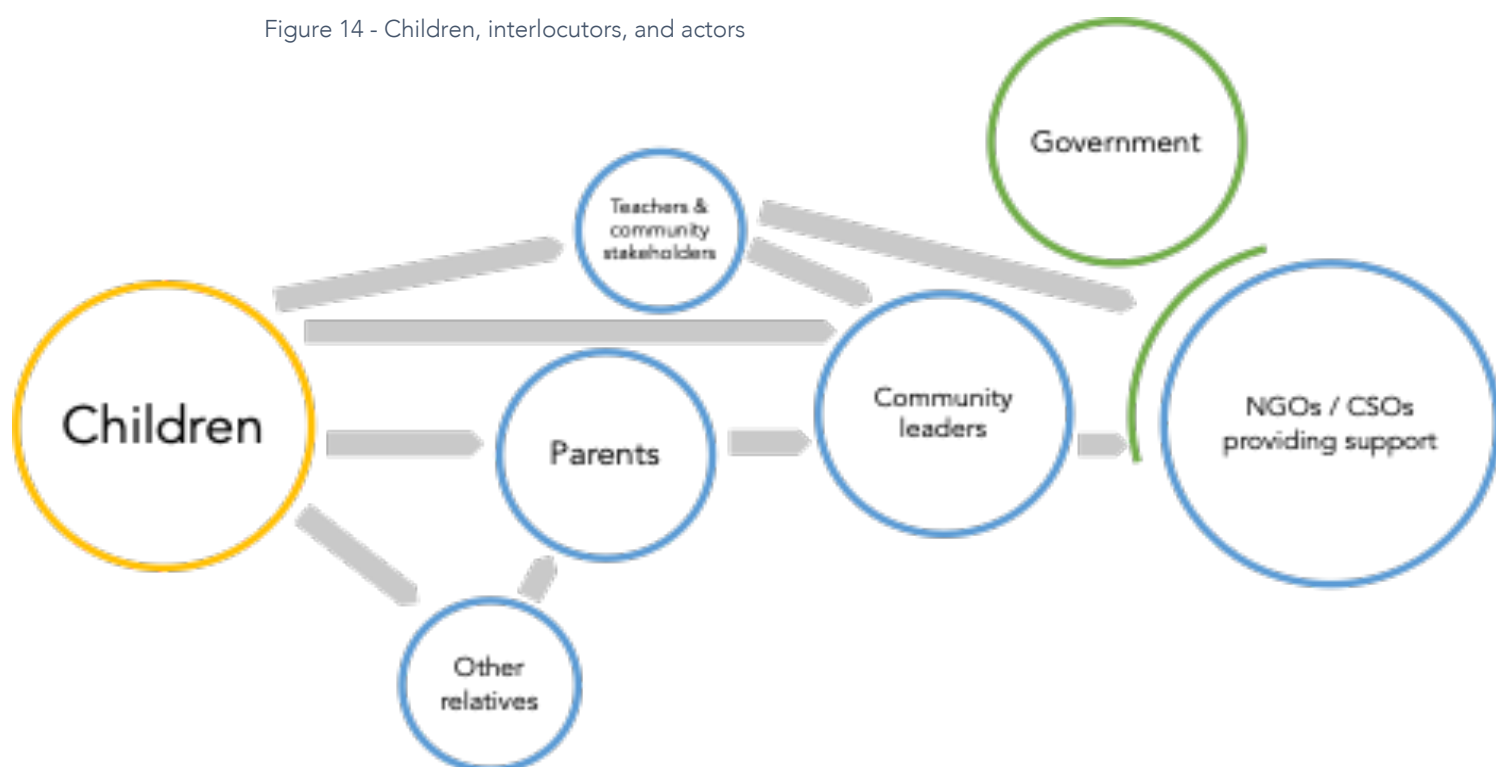 Figure 14 - Children, interlocutors, and actors
Government
Teachers &
community
stakeholders
Children
Parents
Community
leaders
NGOs / CSOs
providing support
Other
relatives